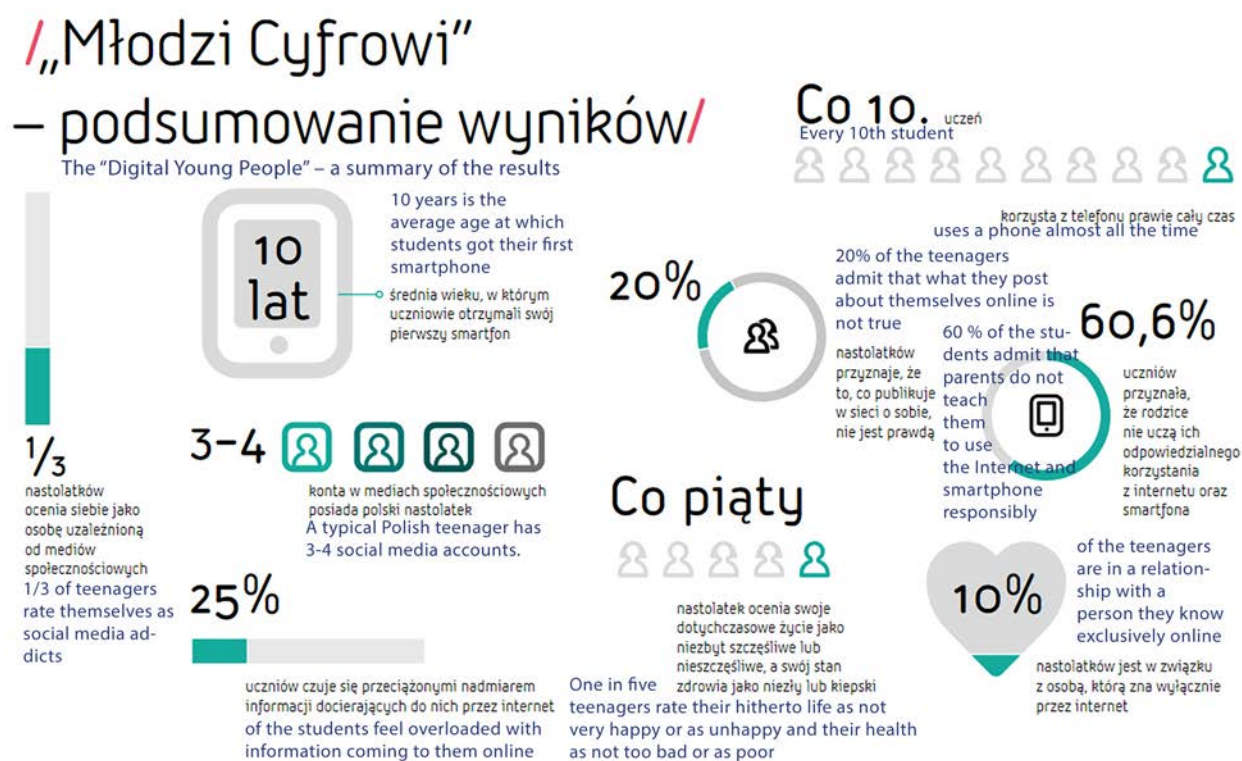 /„Młodzi Cyfrowi”
– podsumowanie wyników/
The “Digital Young People” – a summary of the results
10
lat
10 years is the
average age at which
students got their first
smartphone
średnia wieku, w którym
uczniowie otrzymali swój
pierwszy smartfon
1/3
nastolatków
ocenia siebie jako
osobę uzależnioną
od mediów
społecznościowych
1/3 of teenagers
rate themselves as
social media ad-
dicts
3–4
konta w mediach społecznościowych
posiada polski nastolatek
A typical Polish teenager has
3-4 social media accounts.
25%
uczniów czuje się przeciążonymi nadmiarem
informacji docierających do nich przez internet
of the students feel overloaded with
information coming to them online
Co 10. uczeń
Every 10th student
korzysta z telefonu prawie cały czas
uses a phone almost all the time
20%
20% of the teenagers
admit that what they post
about themselves online is
not true
nastolatków
przyznaje, że
to, co publikuje
w sieci o sobie,
nie jest prawdą
60,6%
60 % of the stu-
dents admit that
parents do not
teach
them
to use
the Internet and
smartphone
responsibly
uczniów
przyznała,
że rodzice
nie uczą ich
odpowiedzialnego
korzystania
z internetu oraz
smartfona
Co piąty
nastolatek ocenia swoje
dotychczasowe życie jako
niezbyt szczęśliwe lub
nieszczęśliwe, a swój stan
zdrowia jako niezły lub kiepski
One in five
teenagers rate their hitherto life as not
very happy or as unhappy and their health
as not too bad or as poor
10%
of the teenagers
are in a relation-
ship with a
person they know
exclusively online
nastolatków jest w związku
z osobą, którą zna wyłącznie
przez internet